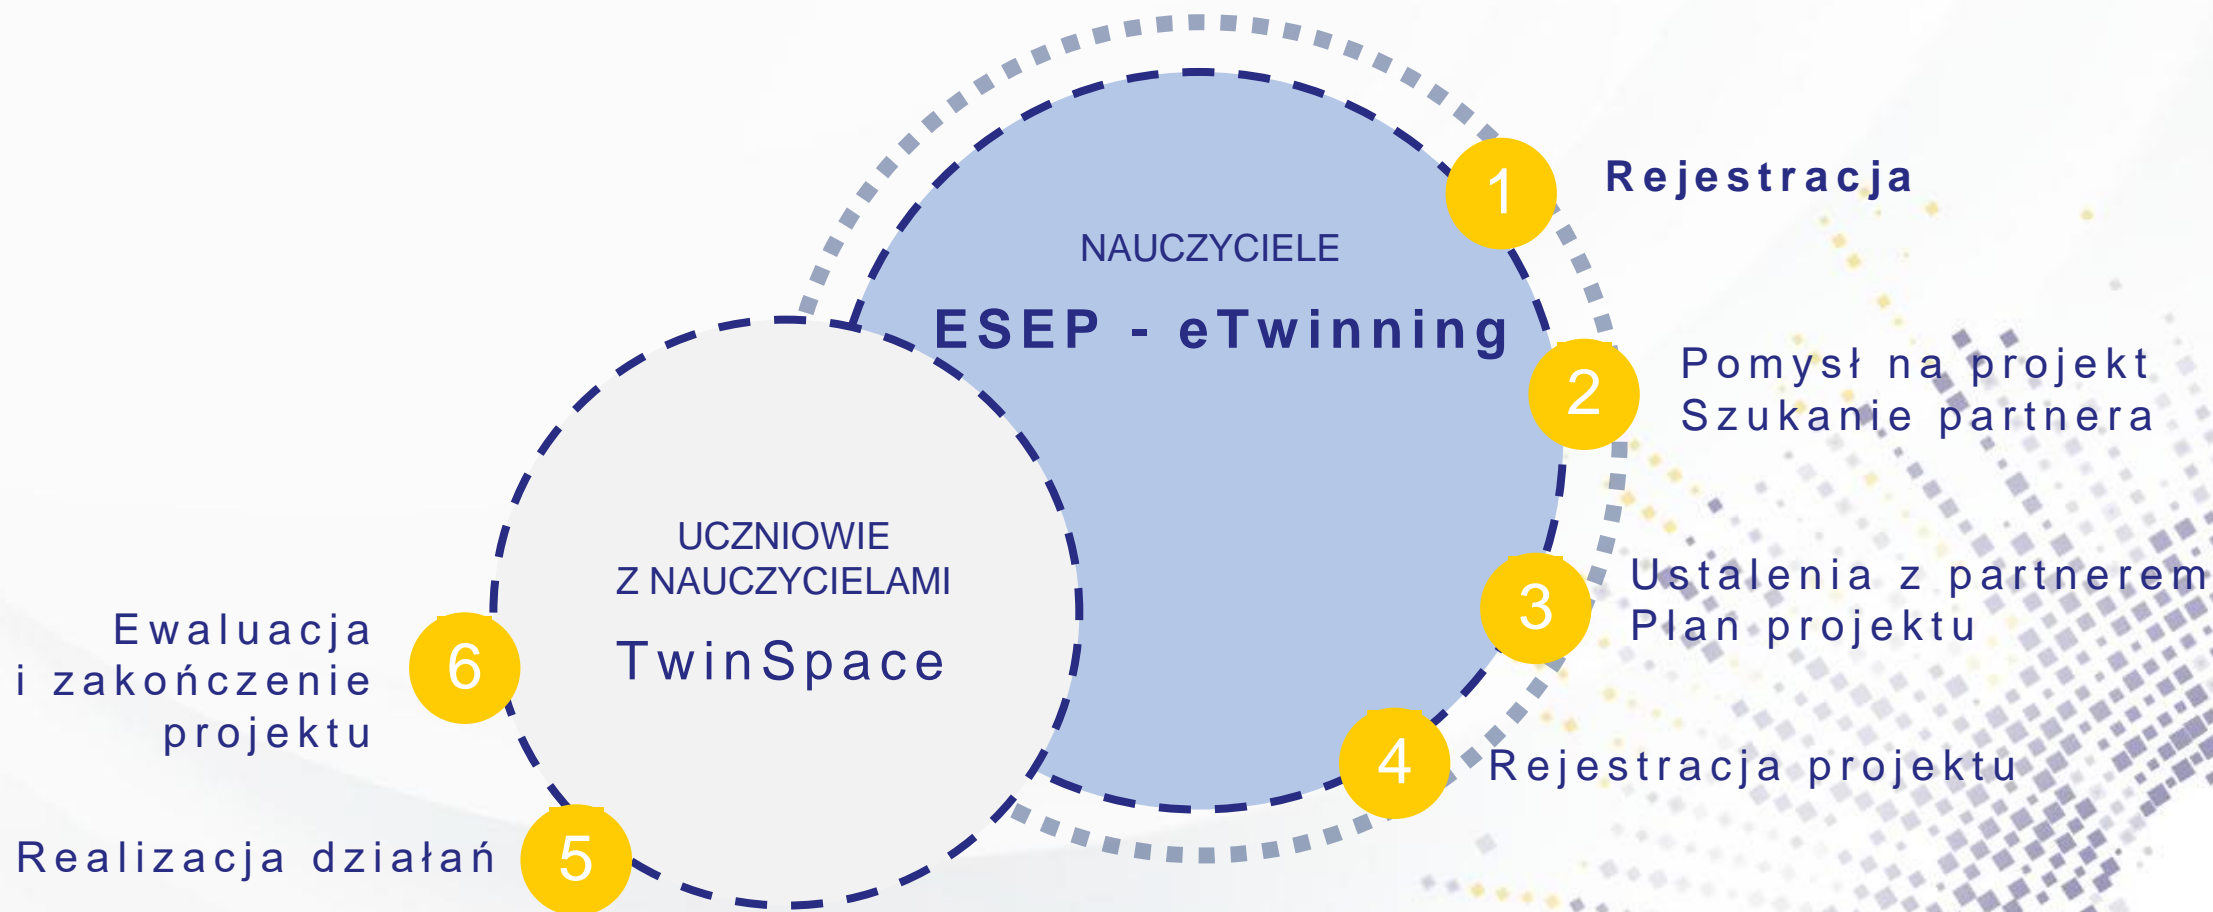 NAUCZYCIELE
ESEP - eTwinning
1
Rejestracja
2
Pomysł na projekt
Szukanie partnera
3
Ustalenia z partnerem
Plan projektu
4
Rejestracja projektu
UCZNIOWIE
Z NAUCZYCIELAMI
TwinSpace
5
Realizacja działań
6
Ewaluacja
i zakończenie
projektu